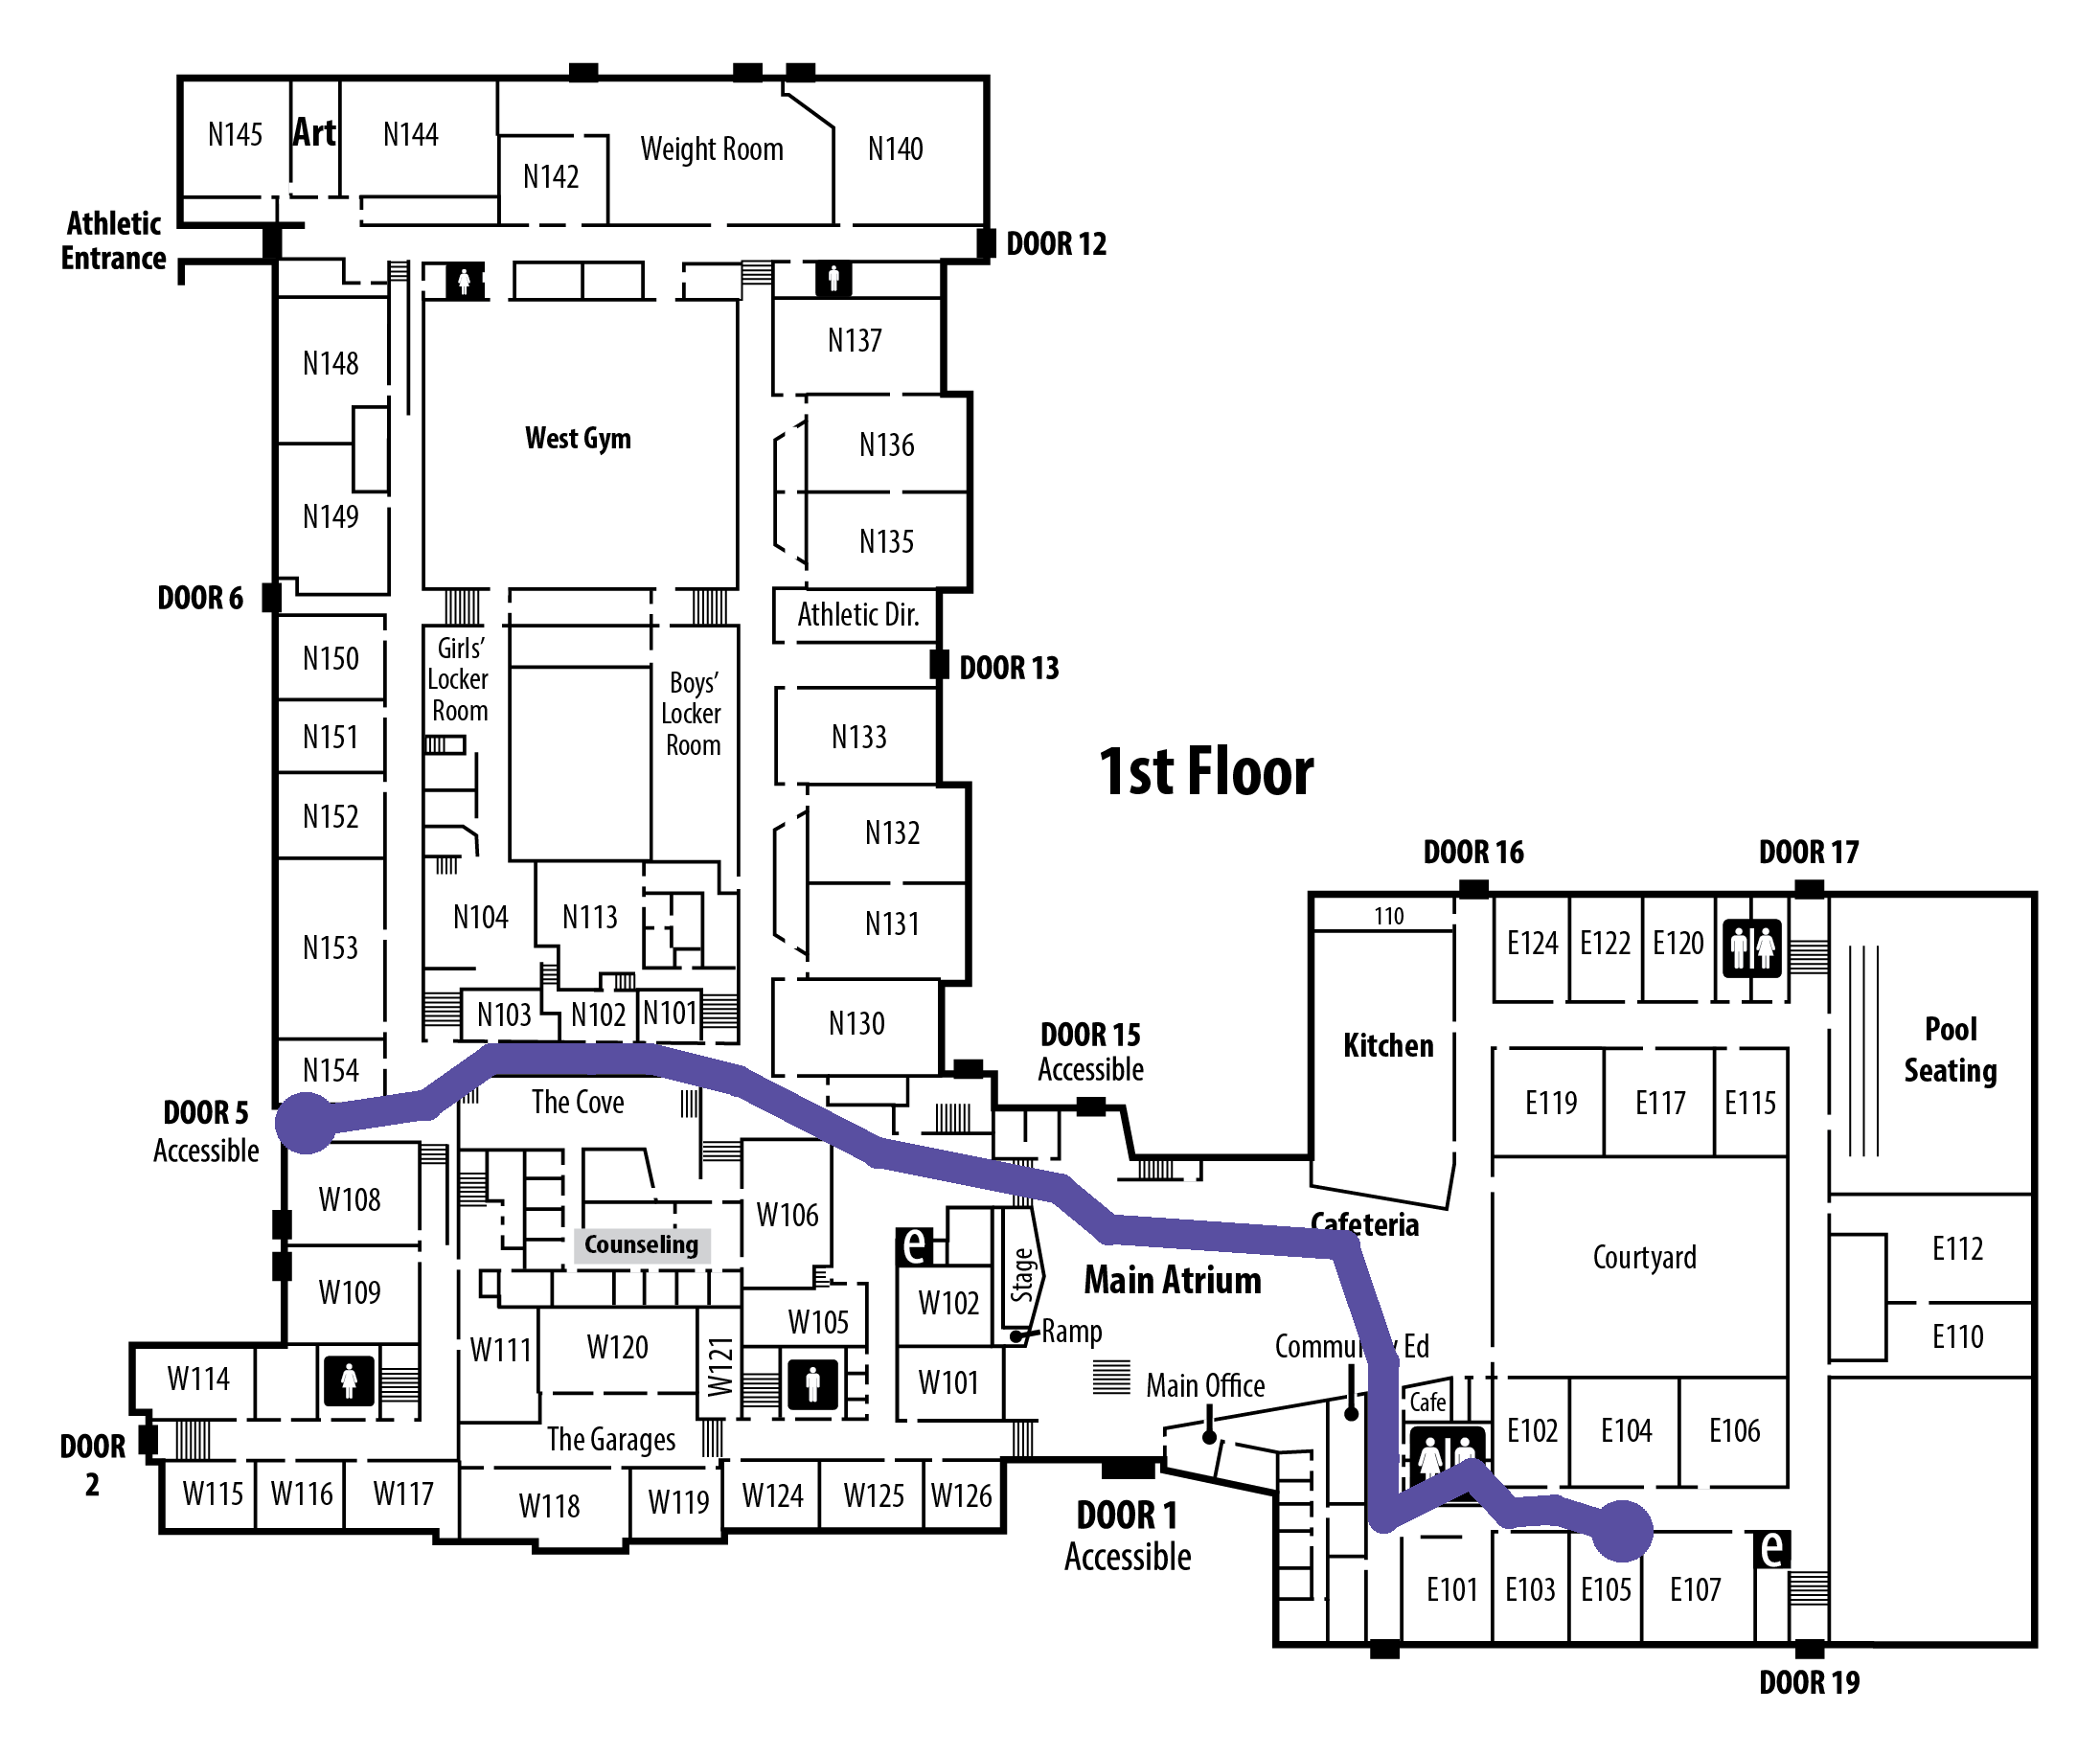 N145
Art
N144
N142
Weight Room
N140
Athletic
Entrance
DOOR 12
N148
N137
West Gym
N136
N149
N135
DOOR 6
Athletic Dir.
N150
Girls'
Locker
Room
Boys'
Locker
Room
DOOR 13
N151
N133
1st Floor
N152
N132
DOOR 16
DOOR 17
N104
N113
N131
110
E124
E122
E120
N153
N103
N102
N101
N130
DOOR 15
Accessible
Kitchen
Pool
Seating
N154
The Cove
E119
E117
E115
DOOR 5
Accessible
W108
W106
Cafeteria
Counseling
e
Main Atrium
Courtyard
E112
W109
W102
Stage
W105
Ramp
W111
W120
W121
Community Ed
E110
W114
W101
Main Office
Cafe
The Garages
E102
E104
E106
DOOR
2
W115
W116
W117
W118
W119
W124
W125
W126
DOOR 1
Accessible
e
E101
E103
E105
E107
DOOR 19